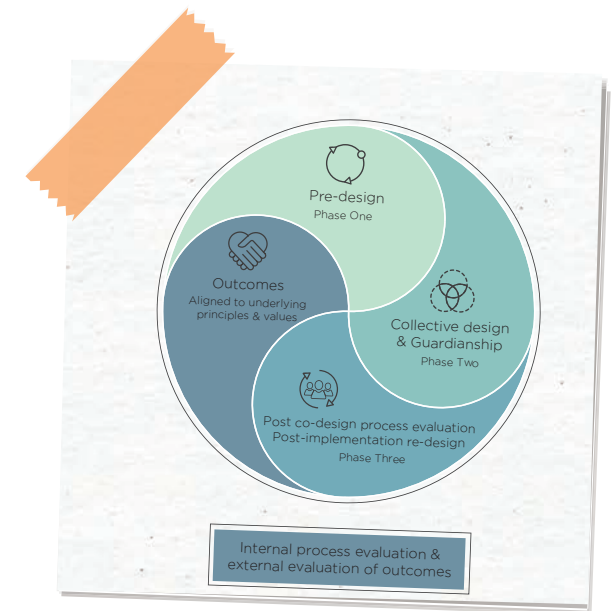 Pre-design
Phase One
Outcomes
Aligned to underlying
principles & values
Collective design
& Guardianship
Phase Two
Post co-design process evaluation
Post-implementation re-design
Phase Three
Internal process evaluation &
external evaluation of outcomes